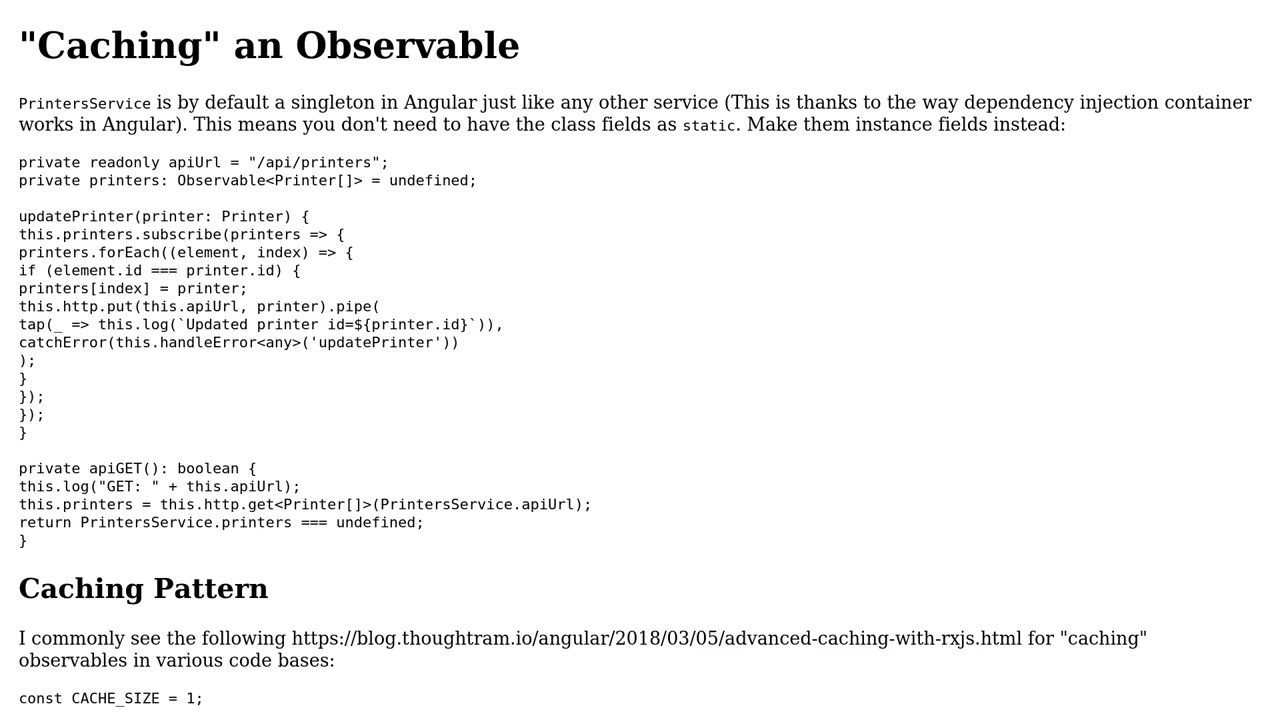 "Caching" an Observable
PrintersService is by default a singleton in Angular just like any other service (This is thanks to the way dependency injection container
works in Angular). This means you don't need to have the class fields as static. Make them instance fields instead:
private readonly apiUrl = "/api/printers";
private printers: Observable<Printer[]> = undefined;
updatePrinter(printer: Printer) {
this.printers.subscribe(printers => {
printers.forEach((element, index) => {
if (element.id === printer.id) {
printers[index] = printer;
this.http.put(this.apiUrl, printer).pipe(
tap(_ => this.log(`Updated printer id=${printer.id}`)),
catchError(this.handleError<any>('updatePrinter'))
);
}
});
});
}
private apiGET(): boolean {
this.log("GET: " + this.apiUrl);
this.printers = this.http.get<Printer[]>(PrintersService.apiUrl);
return PrintersService.printers === undefined;
}
Caching Pattern
I commonly see the following https://blog.thoughtram.io/angular/2018/03/05/advanced-caching-with-rxjs.html for "caching"
observables in various code bases:
const CACHE_SIZE = 1;